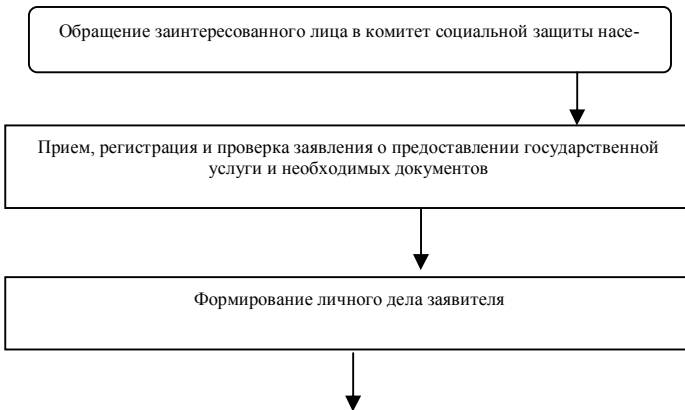 Обращение заинтересованного лица в комитет социальной защиты насе-
Прием, регистрация и проверка заявления о предоставлении государственной
услуги и необходимых документов
Формирование личного дела заявителя